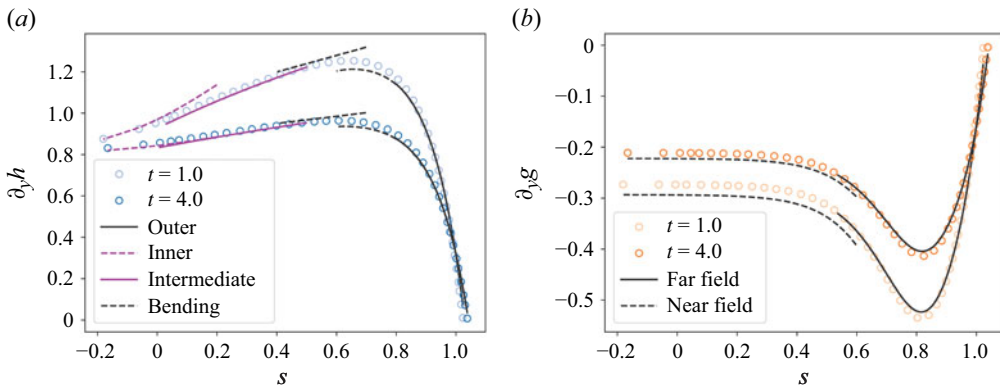 (a)
1.2
1.0
0.8
0.6
0.4
0.2
0
∂yh
t = 1.0
t = 4.0
Outer
Inner
Intermediate
Bending
−0.2 0 0.2 0.4 0.6 0.8 1.0
s
(b)
0
−0.1
−0.2
−0.3
−0.4
−0.5
∂yg
t = 1.0
t = 4.0
Far field
Near field
−0.2 0 0.2 0.4 0.6 0.8 1.0
s